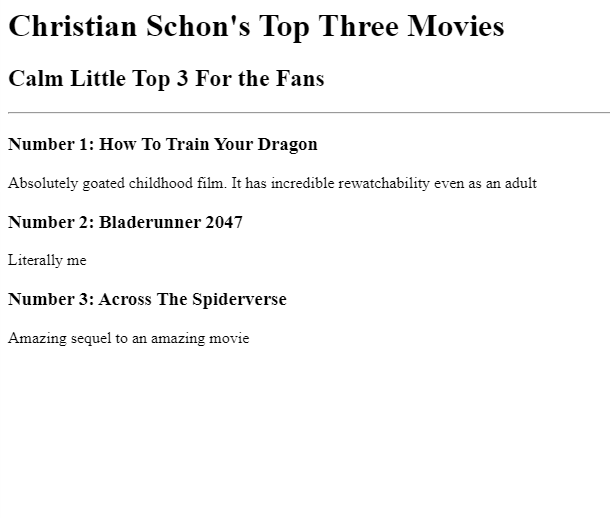 Christian Schon's Top Three Movies
Calm Little Top 3 For the Fans
Number 1: How To Train Your Dragon
Absolutely goated childhood film. It has incredible rewatchability even as an adult
Number 2: Bladerunner 2047
Literally me
Number 3: Across The Spiderverse
Amazing sequel to an amazing movie